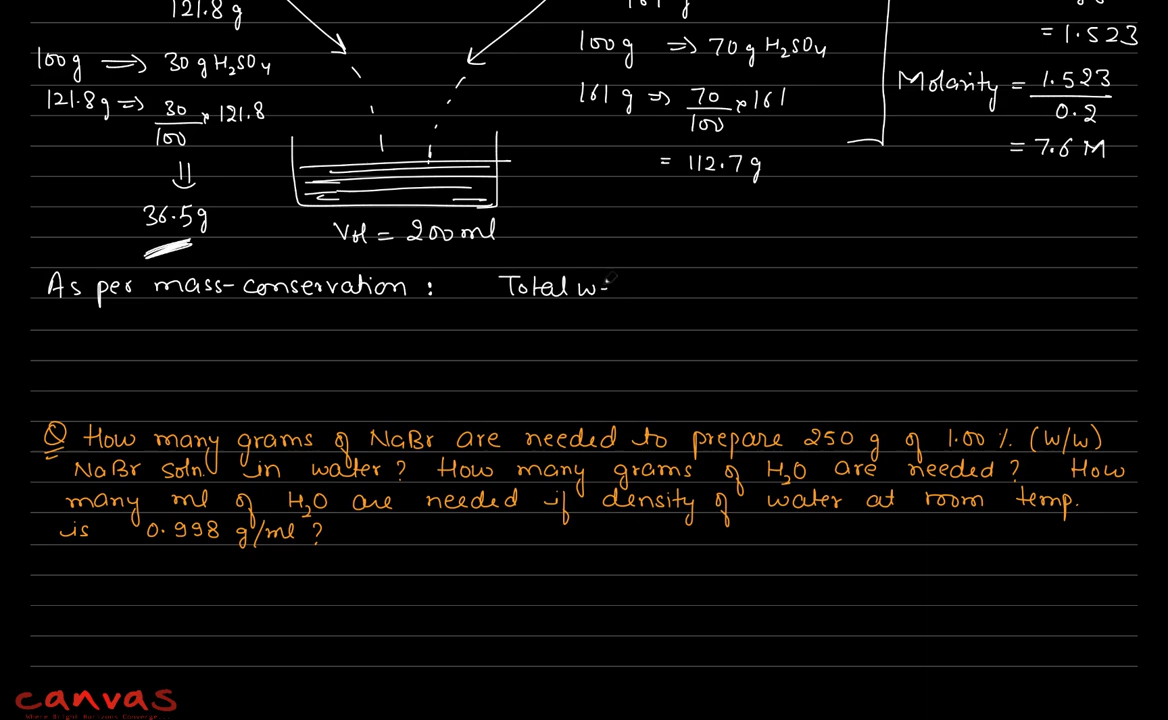 121.8 g
100g ⟹ 30 g H₂SO₄
121.8 g ⟹ 30/100 × 121.8
36.5g
Vol = 200 ml
100g ⟹ 70 g H₂SO₄
161 g ⟹ 70/100 × 161
= 112.7 g
= 1.523
Molarity = 1.523/0.2
= 7.6 M
As per mass-conservation : Total w
Q How many grams of NaBr are needed to prepare 250 g of 1.00 % (W/W)
NaBr soln. in water? How many grams of H₂O are needed? How
many ml of H₂O are needed if density of water at room temp.
is 0.998 g/ml ?
canvas